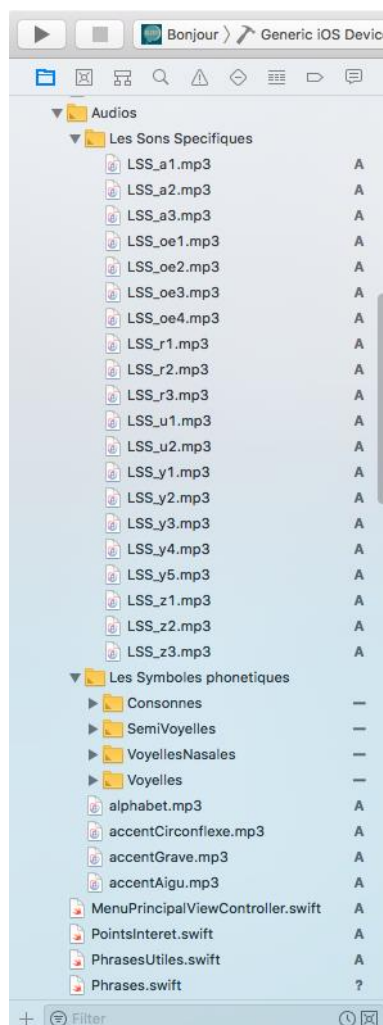 Bonjour 〉 Generic iOS Devic
Audios
Les Sons Specifiques
LSS_a1.mp3 A
LSS_a2.mp3 A
LSS_a3.mp3 A
LSS_oe1.mp3 A
LSS_oe2.mp3 A
LSS_oe3.mp3 A
LSS_oe4.mp3 A
LSS_r1.mp3 A
LSS_r2.mp3 A
LSS_r3.mp3 A
LSS_u1.mp3 A
LSS_u2.mp3 A
LSS_y1.mp3 A
LSS_y2.mp3 A
LSS_y3.mp3 A
LSS_y4.mp3 A
LSS_y5.mp3 A
LSS_z1.mp3 A
LSS_z2.mp3 A
LSS_z3.mp3 A
Les Symboles phonetiques
Consonnes —
SemiVoyelles —
VoyellesNasales —
Voyelles —
alphabet.mp3 A
accentCirconflexe.mp3 A
accentGrave.mp3 A
accentAigu.mp3 A
MenuPrincipalViewController.swift A
PointsInteret.swift A
PhrasesUtiles.swift A
Phrases.swift ?
+ Filter